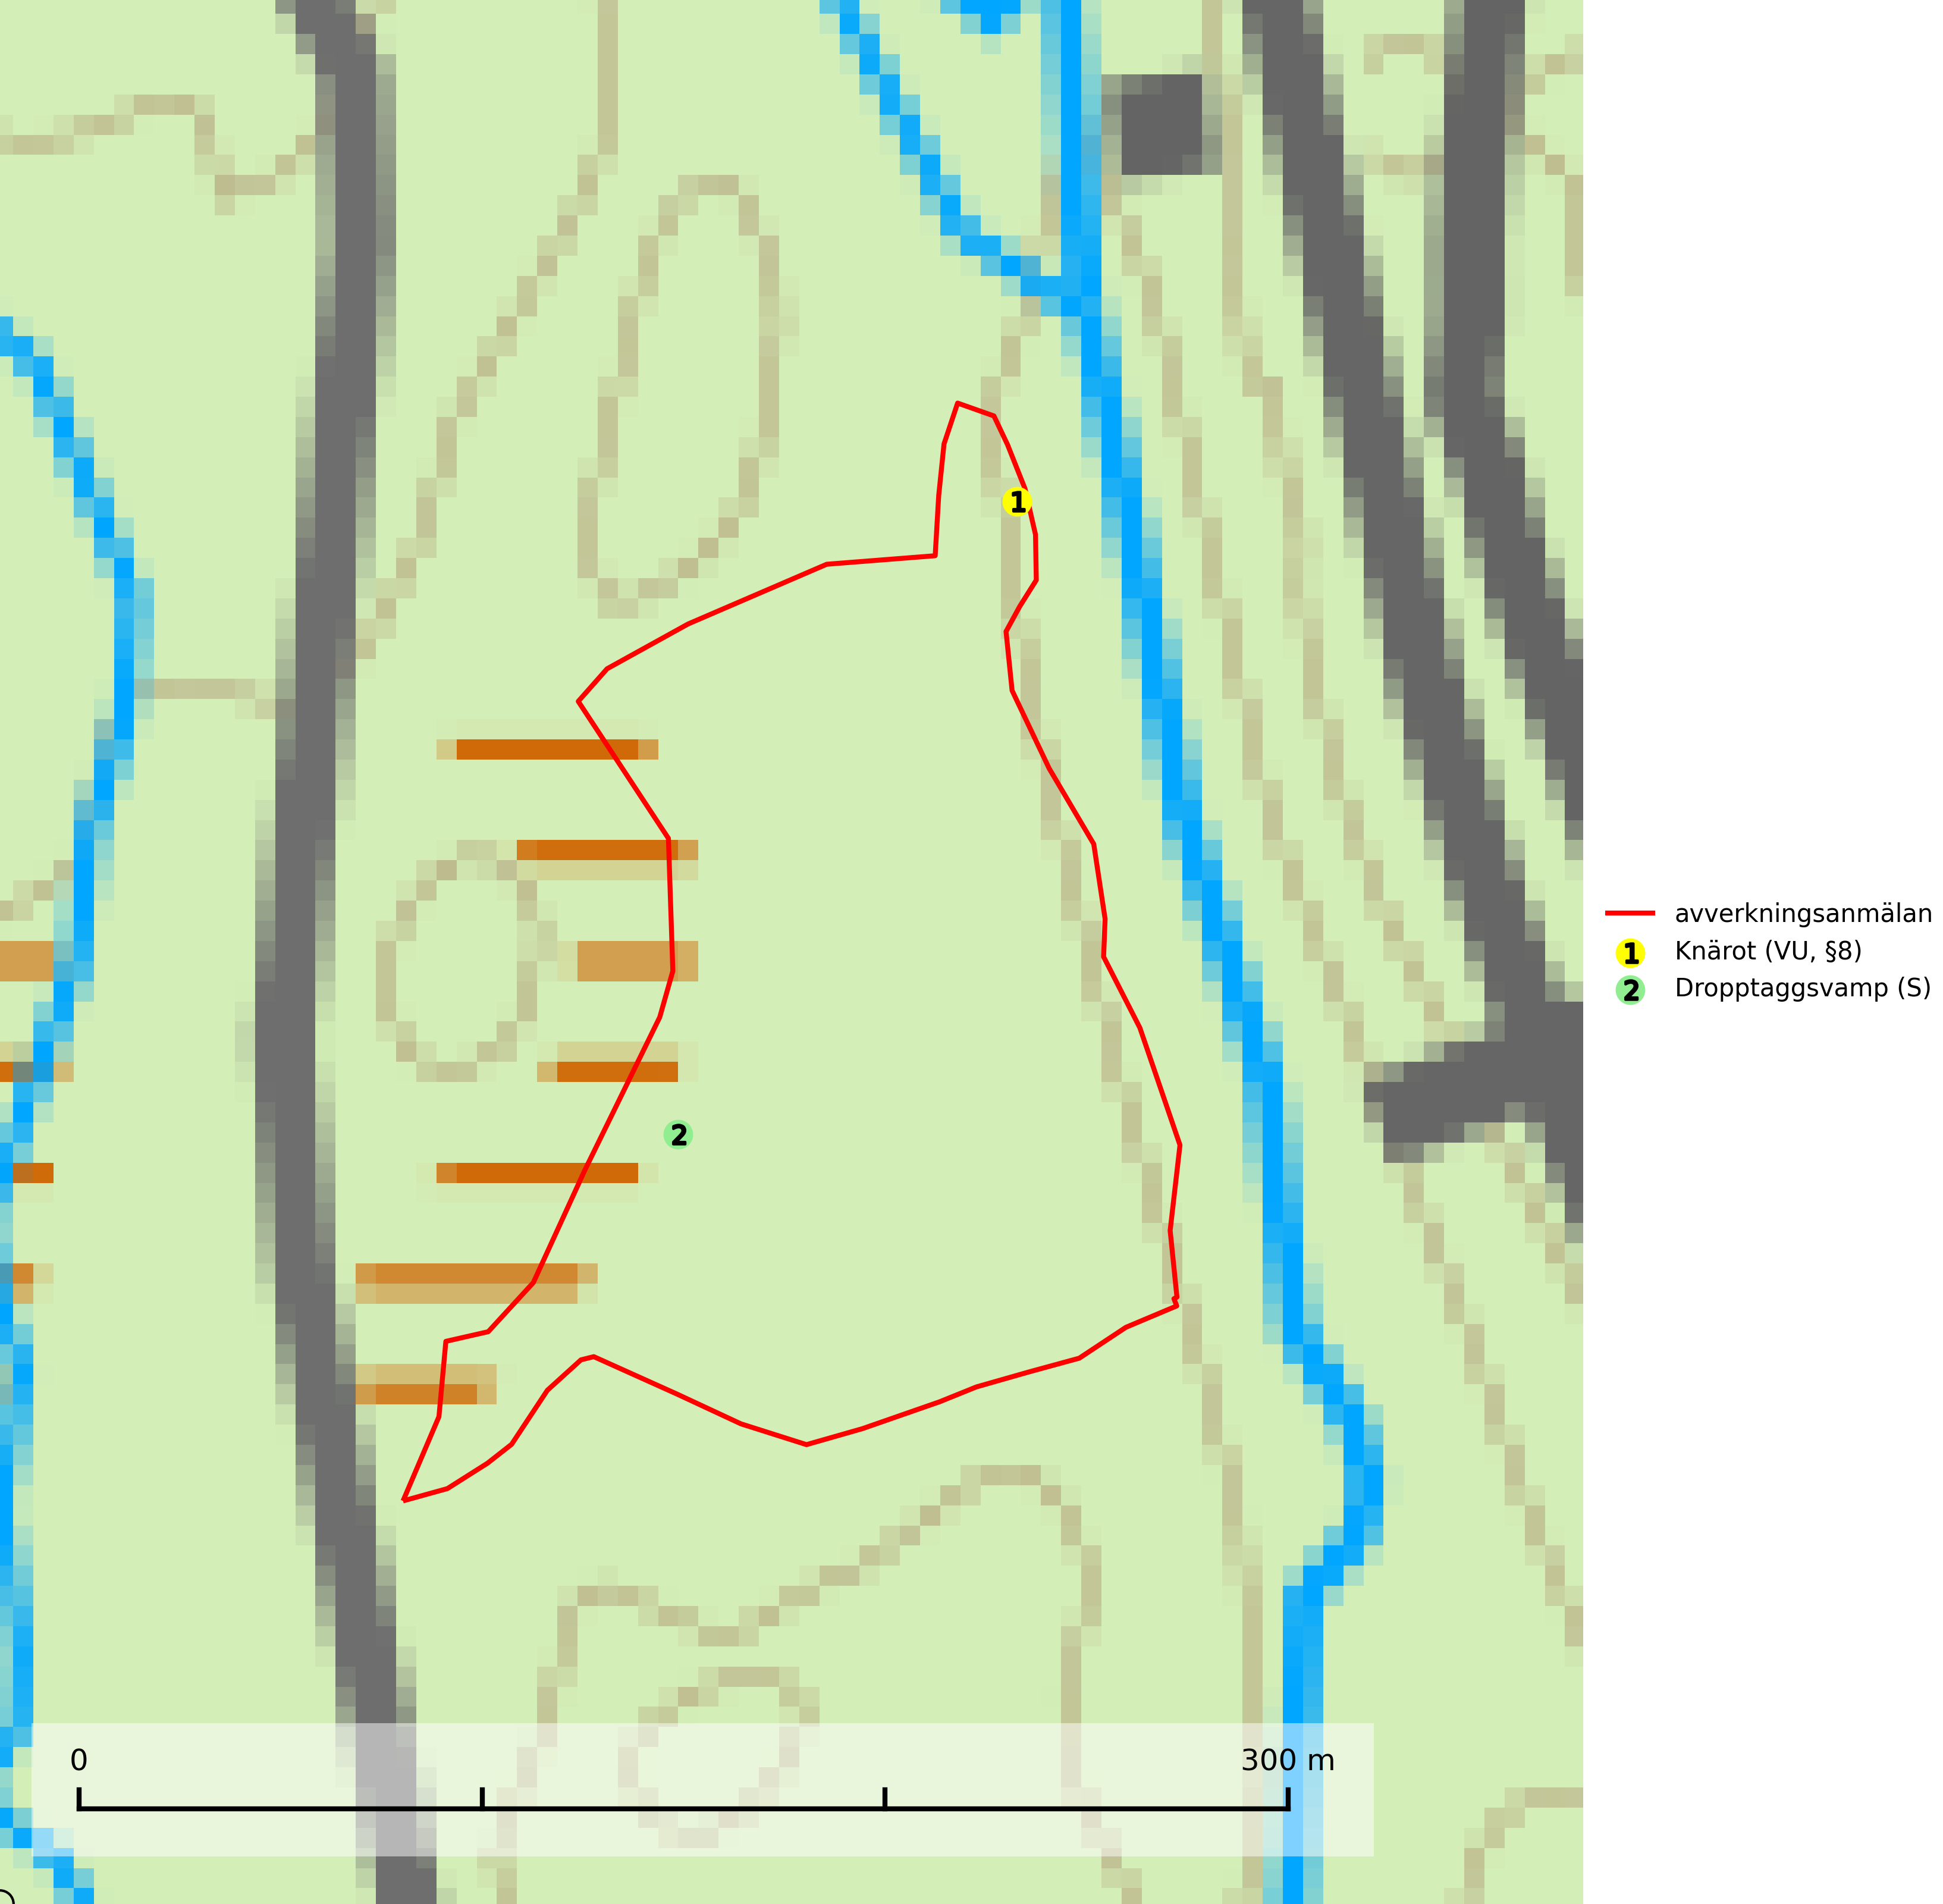 1
2
avverkningsanmälan
1 Knärot (VU, §8)
2 Dropptaggsvamp (S)
0 300 m